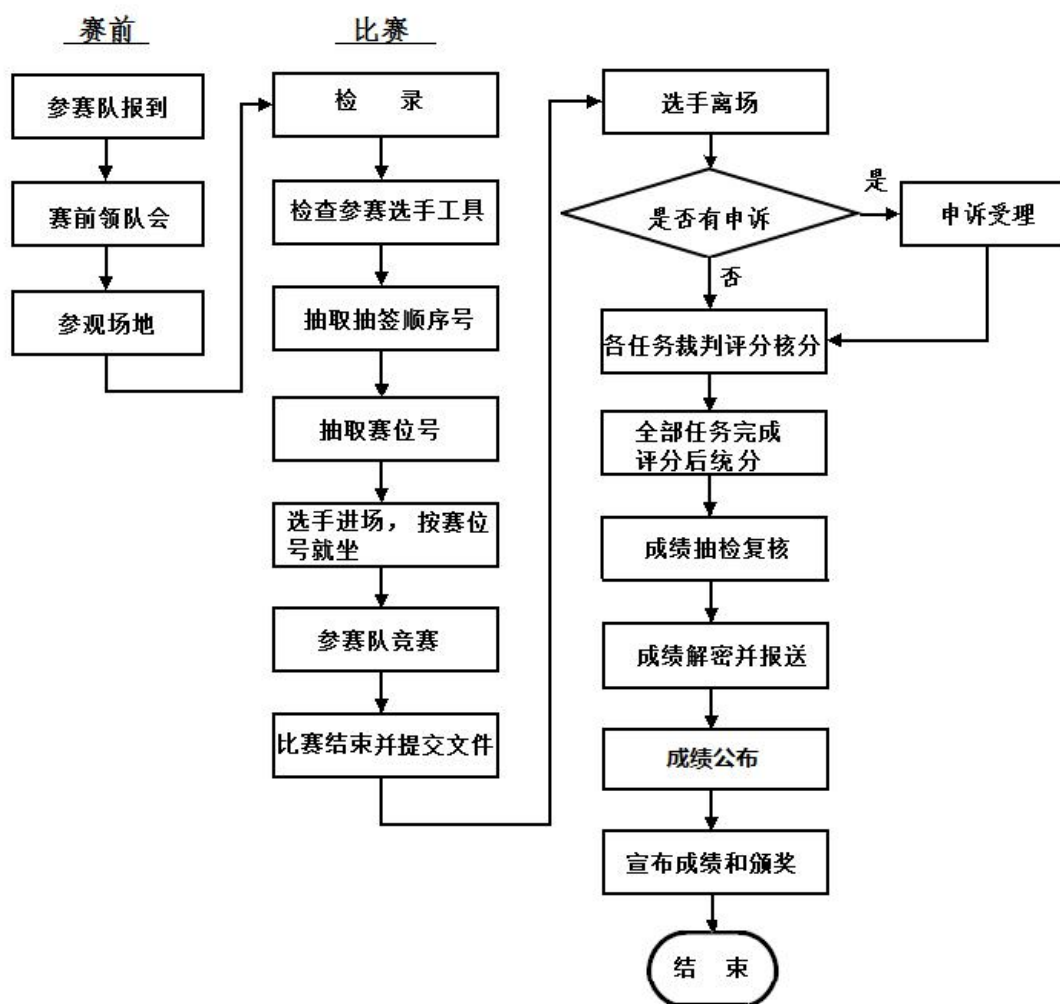 赛前
参赛队报到
赛前领队会
参观场地
比赛
检 录
检查参赛选手工具
抽取抽签顺序号
抽取赛位号
选手进场，按赛位
号就坐
参赛队竞赛
比赛结束并提交文件
选手离场
是否有申诉
是
申诉受理
否
各任务裁判评分核分
全部任务完成
评分后统分
成绩抽检复核
成绩解密并报送
成绩公布
宣布成绩和颁奖
结 束